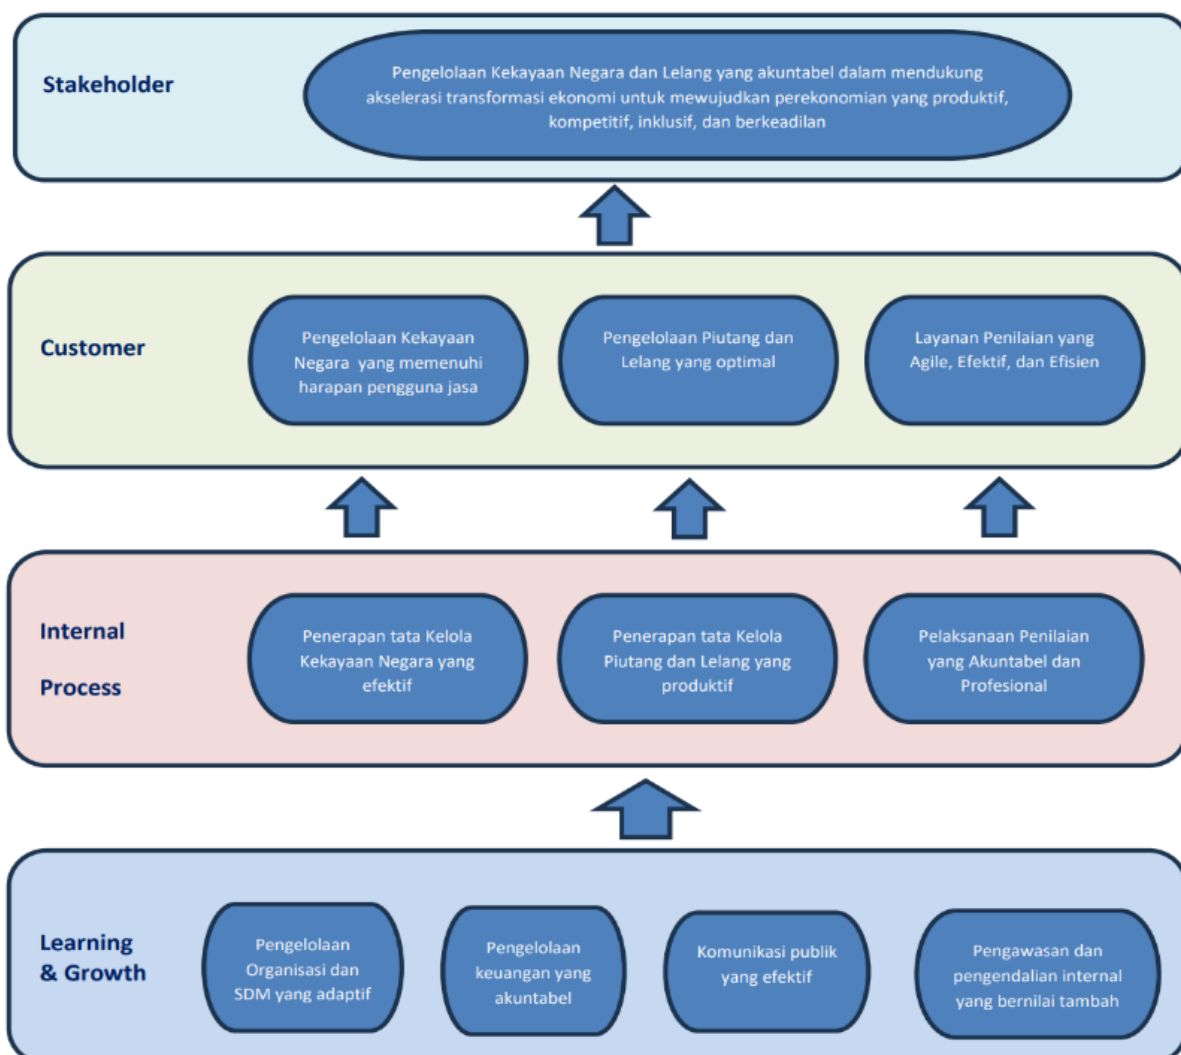 Stakeholder
Pengelolaan Kekayaan Negara dan Lelang yang akuntabel dalam mendukung
akselerasi transformasi ekonomi untuk mewujudkan perekonomian yang produktif,
kompetitif, inklusif, dan berkeadilan
Customer
Pengelolaan Kekayaan
Negara yang memenuhi
harapan pengguna jasa
Pengelolaan Piutang dan
Lelang yang optimal
Layanan Penilaian yang
Agile, Efektif, dan Efisien
Internal
Process
Penerapan tata Kelola
Kekayaan Negara yang
efektif
Penerapan tata Kelola
Piutang dan Lelang yang
produktif
Pelaksanaan Penilaian
yang Akuntabel dan
Profesional
Learning
& Growth
Pengelolaan
Organisasi dan
SDM yang adaptif
Pengelolaan
keuangan yang
akuntabel
Komunikasi publik
yang efektif
Pengawasan dan
pengendalian internal
yang bernilai tambah